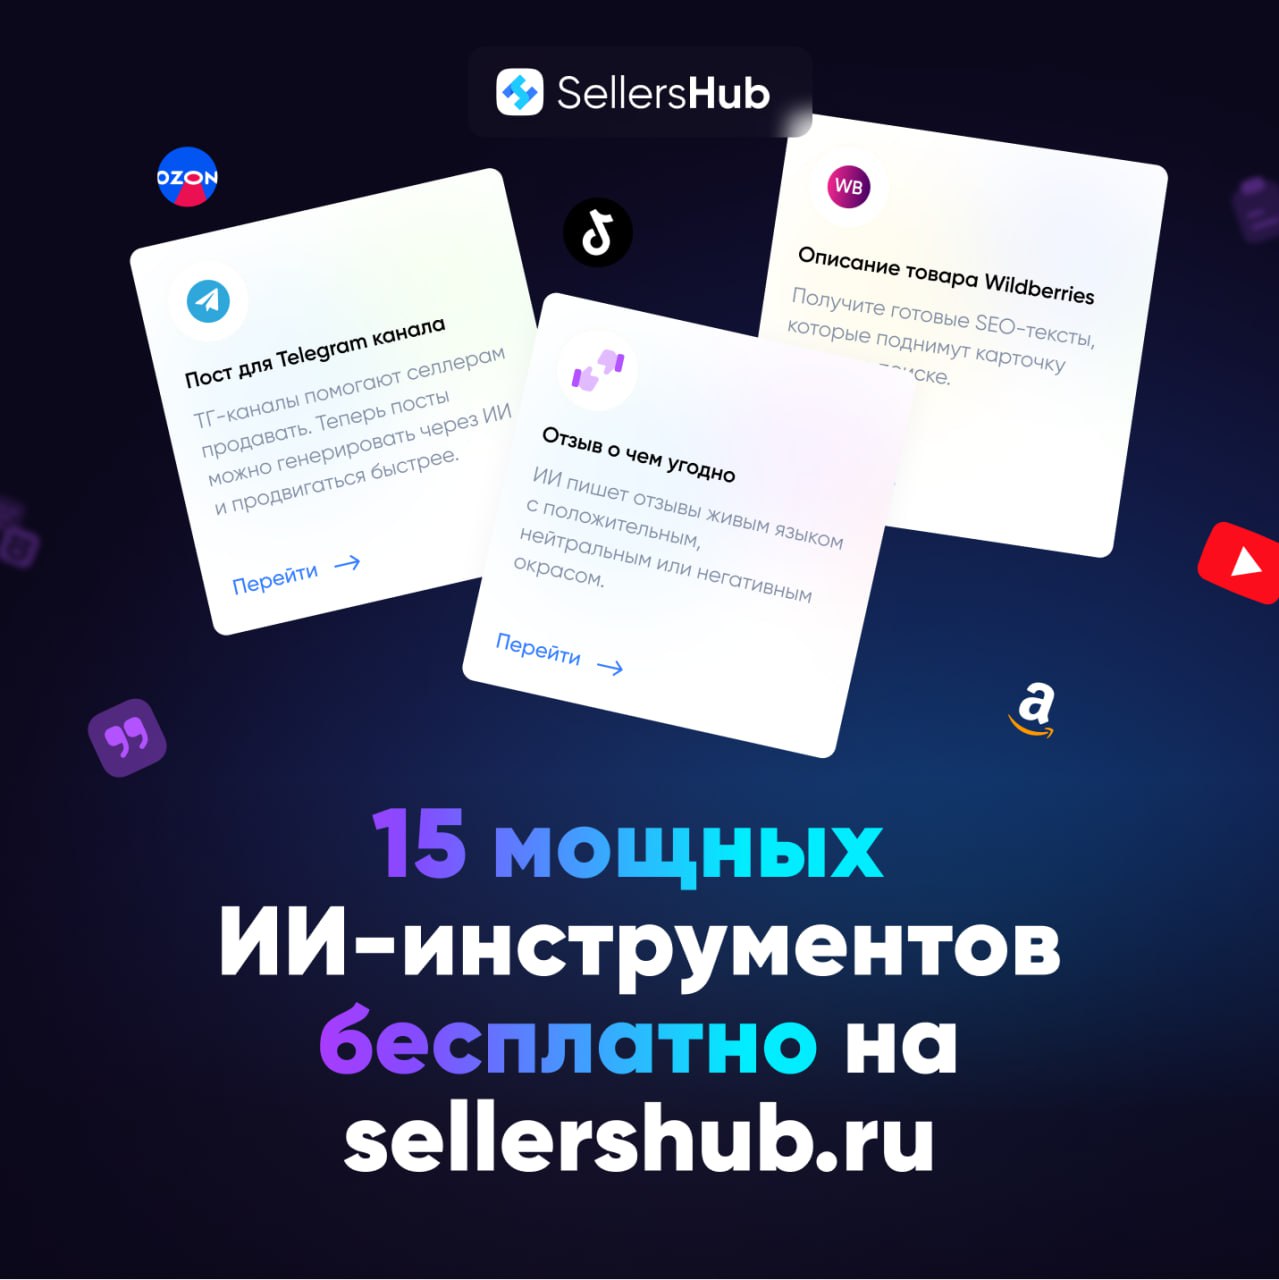 SellersHub
OZON
WB
Пост для Telegram канала
ТГ-каналы помогают селлерам
продавать. Теперь посты
можно генерировать через ИИ
и продвигаться быстрее.
Перейти
Отзыв о чем угодно
ИИ пишет отзывы живым языком
с положительным,
нейтральным или негативным
окрасом.
Перейти
Описание товара Wildberries
Получите готовые SEO-тексты,
которые поднимут карточку
a
15 мощных
ИИ-инструментов
бесплатно на
sellershub.ru